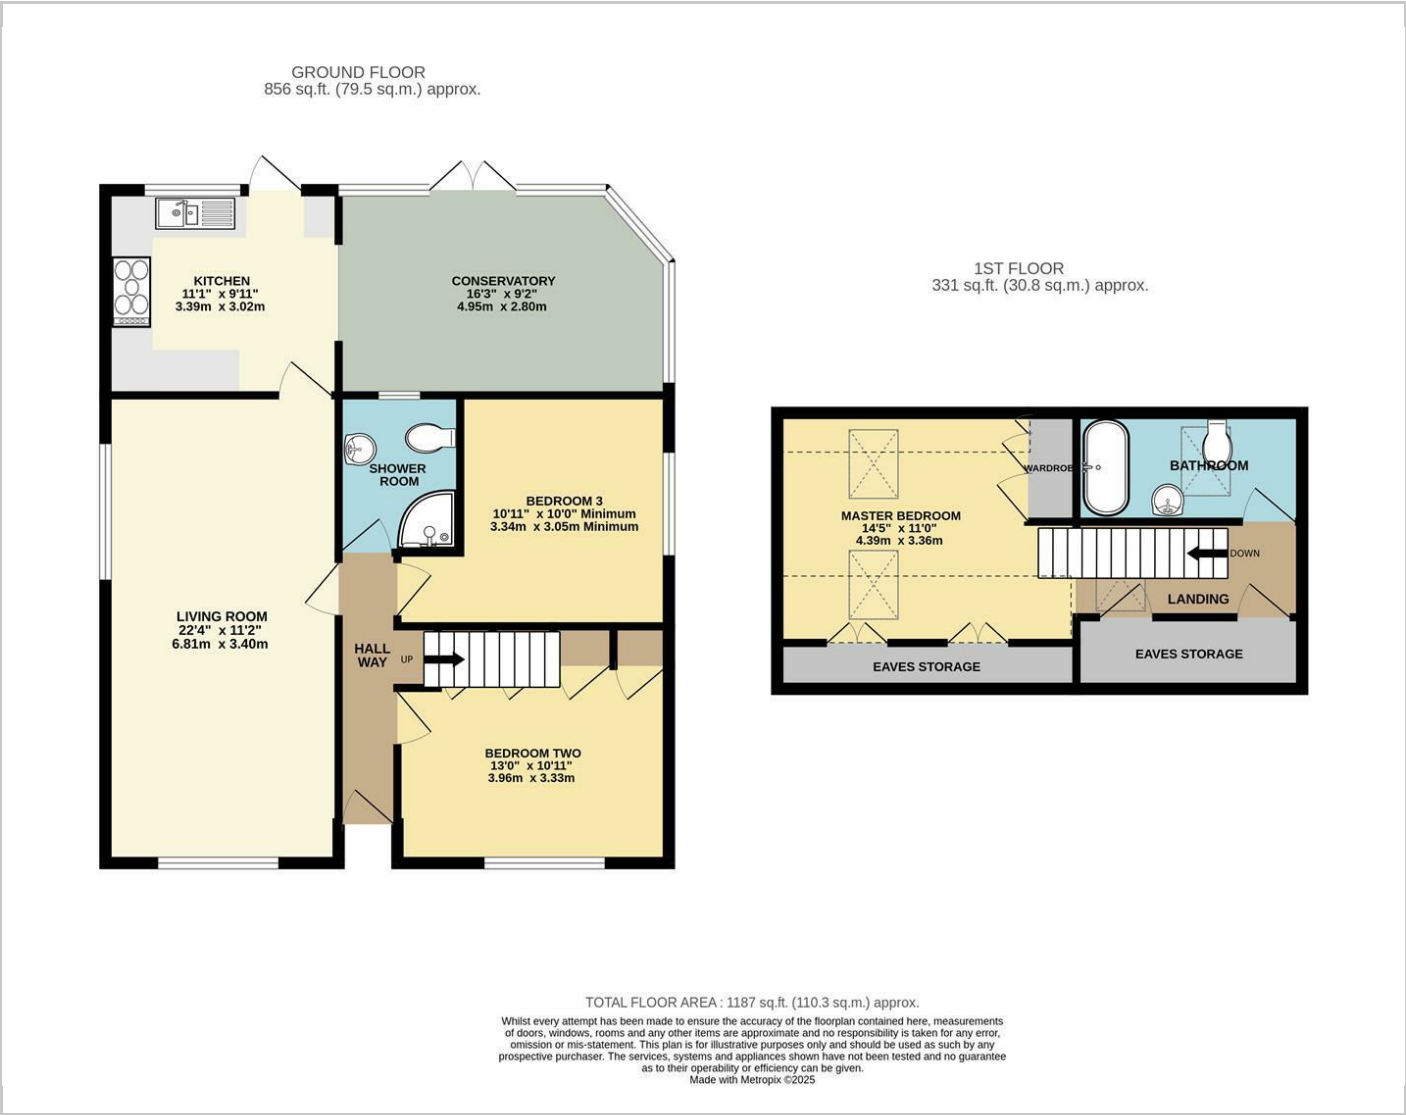 GROUND FLOOR
856 sq.ft. (79.5 sq.m.) approx.
KITCHEN
11'1" x 9'11"
3.39m x 3.02m
CONSERVATORY
16'3" x 9'2"
4.95m x 2.80m
SHOWER
ROOM
BEDROOM 3
10'11" x 10'0" Minimum
3.34m x 3.05m Minimum
LIVING ROOM
22'4" x 11'2"
6.81m x 3.40m
HALL
WAY
UP
BEDROOM TWO
13'0" x 10'11"
3.96m x 3.33m
1ST FLOOR
331 sq.ft. (30.8 sq.m.) approx.
WARDROB
BATHROOM
MASTER BEDROOM
14'5" x 11'0"
4.39m x 3.36m
DOWN
LANDING
EAVES STORAGE
EAVES STORAGE
TOTAL FLOOR AREA : 1187 sq.ft. (110.3 sq.m.) approx.
Whilst every attempt has been made to ensure the accuracy of the floorplan contained here, measurements
of doors, windows, rooms and any other items are approximate and no responsibility is taken for any error,
omission or mis-statement. This plan is for illustrative purposes only and should be used as such by any
prospective purchaser. The services, systems and appliances shown have not been tested and no guarantee
as to their operability or efficiency can be given.
Made with Metropix ©2025